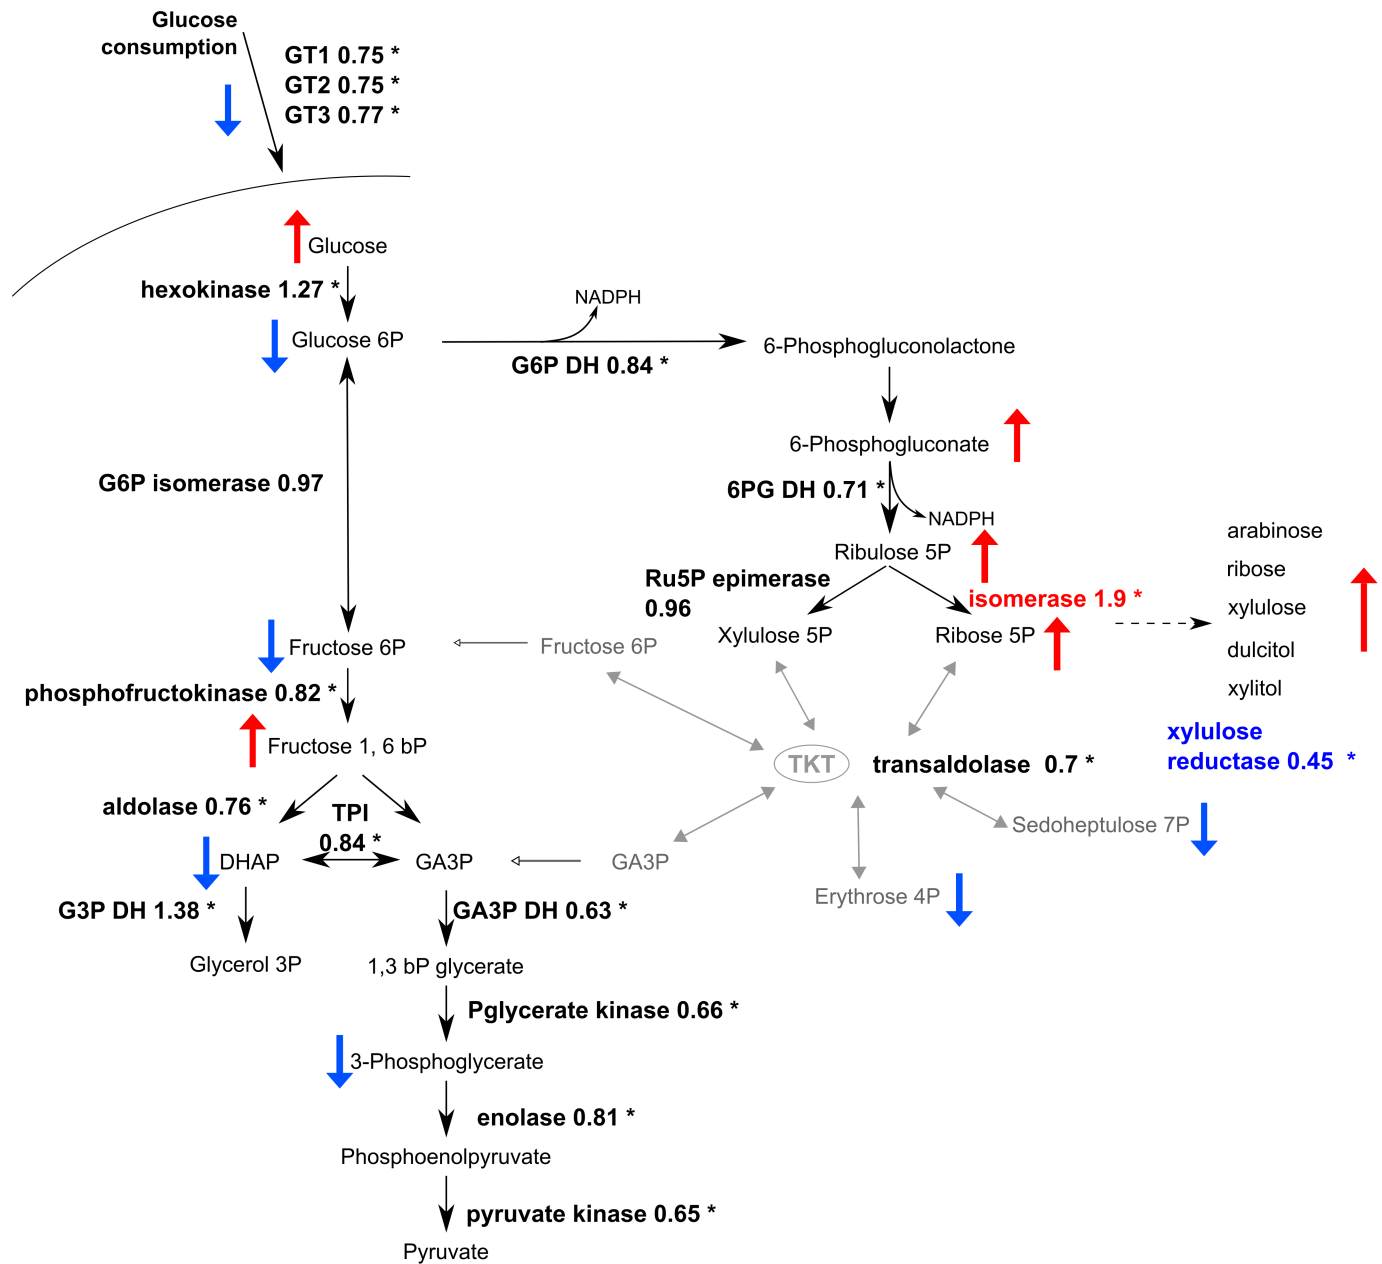 Glucose
consumption
GT1 0.75 *
GT2 0.75 *
GT3 0.77 *
Glucose
hexokinase 1.27 *
NADPH
Glucose 6P
6-Phosphogluconolactone
G6P DH 0.84 *
6-Phosphogluconate
G6P isomerase 0.97
6PG DH 0.71 *
NADPH
arabinose
Ribulose 5P
ribose
Ru5P epimerase
0.96
isomerase 1.9 *
xylulose
Fructose 6P
Fructose 6P
Xylulose 5P
Ribose 5P
dulcitol
xylitol
phosphofructokinase 0.82 *
Fructose 1, 6 bP
xylulose
reductase 0.45 *
TKT
transaldolase 0.7 *
aldolase 0.76 *
TPI
0.84 *
Sedoheptulose 7P
DHAP
GA3P
GA3P
Erythrose 4P
G3P DH 1.38 *
GA3P DH 0.63 *
Glycerol 3P
1,3 bP glycerate
Pglycerate kinase 0.66 *
3-Phosphoglycerate
enolase 0.81 *
Phosphoenolpyruvate
pyruvate kinase 0.65 *
Pyruvate